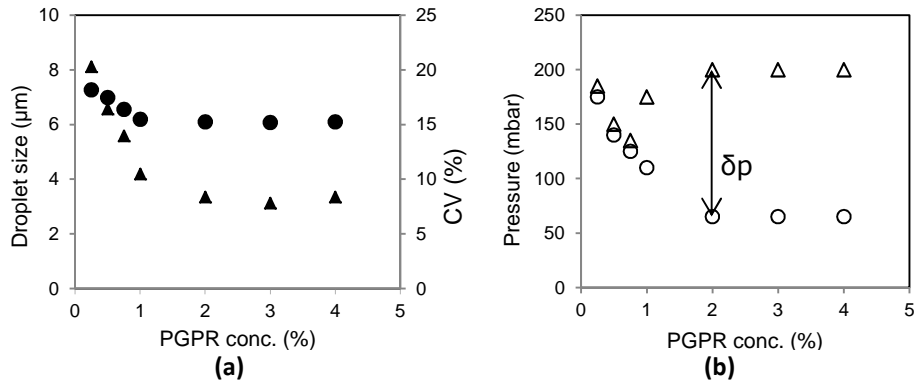 10
8
6
4
2
0
Droplet size (µm)
25
20
15
10
5
0
CV (%)
0 1 2 3 4 5
PGPR conc. (%)
(a)
250
200
150
100
50
0
Pressure (mbar)
δp
0 1 2 3 4 5
PGPR conc. (%)
(b)